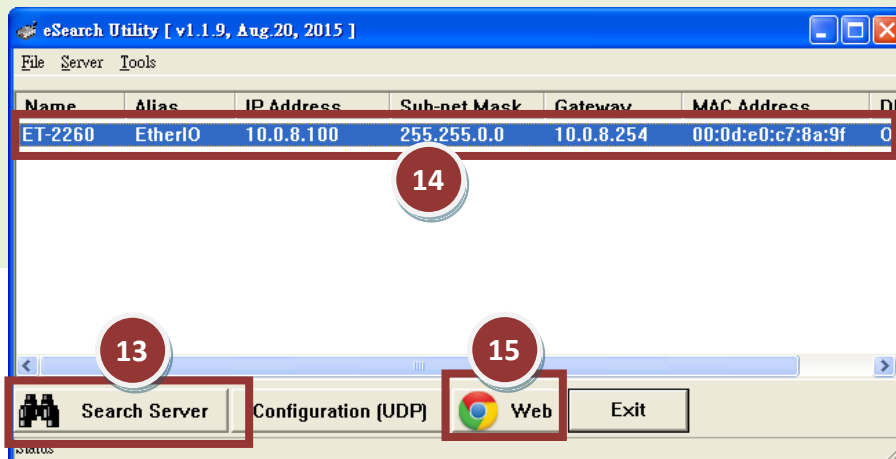 eSearch Utility [ v1.1.9, Aug.20, 2015 ]
File Server Tools
Name Alias IP Address Sub-net Mask Gateway MAC Address
ET-2260 EtherIO 10.0.8.100 255.255.0.0 10.0.8.254 00:0d:e0:c7:8a:9f
14
13 15
Search Server Configuration (UDP) Web Exit
Status